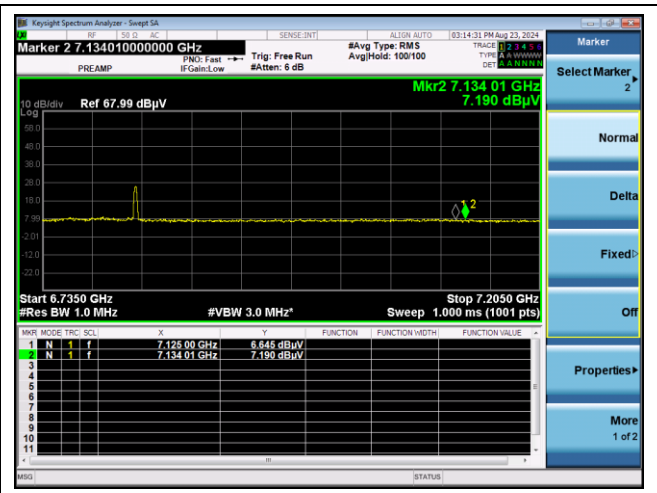 Keysight Spectrum Analyzer - Swept SA
RF 50 Ω AC SENSE:INT ALIGN AUTO 03:14:31 PM Aug 23, 2024
Marker 2 7.134010000000 GHz
PREAMP
PNO: Fast
IFGain:Low
Trig: Free Run
#Atten: 6 dB
#Avg Type: RMS
Avg|Hold: 100/100
TRACE 1 2 3 4 5 6
TYPE A A WWWW
DET A A N N N N
Mkr2 7.134 01 GHz
7.190 dBµV
10 dB/div Ref 67.99 dBµV
Log
58.0
48.0
38.0
28.0
18.0
7.99
-2.01
-12.0
-22.0
1 2
Start 6.7350 GHz Stop 7.2050 GHz
#Res BW 1.0 MHz #VBW 3.0 MHz* Sweep 1.000 ms (1001 pts)
MKR MODE TRC SCL X Y FUNCTION FUNCTION WIDTH FUNCTION VALUE
1 N 1 f 7.125 00 GHz 6.645 dBµV
2 N 1 f 7.134 01 GHz 7.190 dBµV
3
4
5
6
7
8
9
10
11
MSG STATUS
Marker
Select Marker
2
Normal
Delta
Fixed
Off
Properties
More
1 of 2